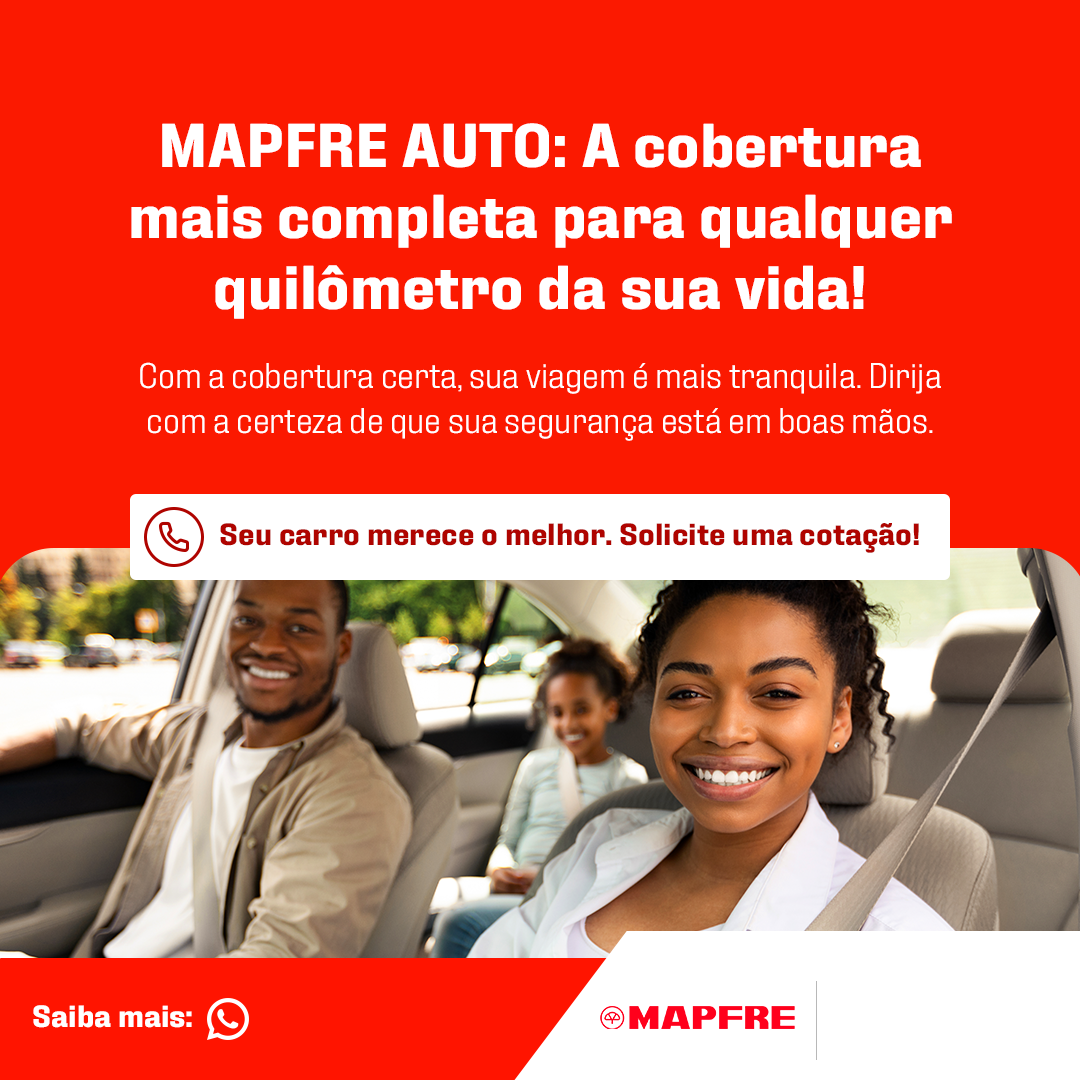 MAPFRE AUTO: A cobertura
mais completa para qualquer
quilômetro da sua vida!
Com a cobertura certa, sua viagem é mais tranquila. Dirija
com a certeza de que sua segurança está em boas mãos.
Seu carro merece o melhor. Solicite uma cotação!
Saiba mais:
MAPFRE